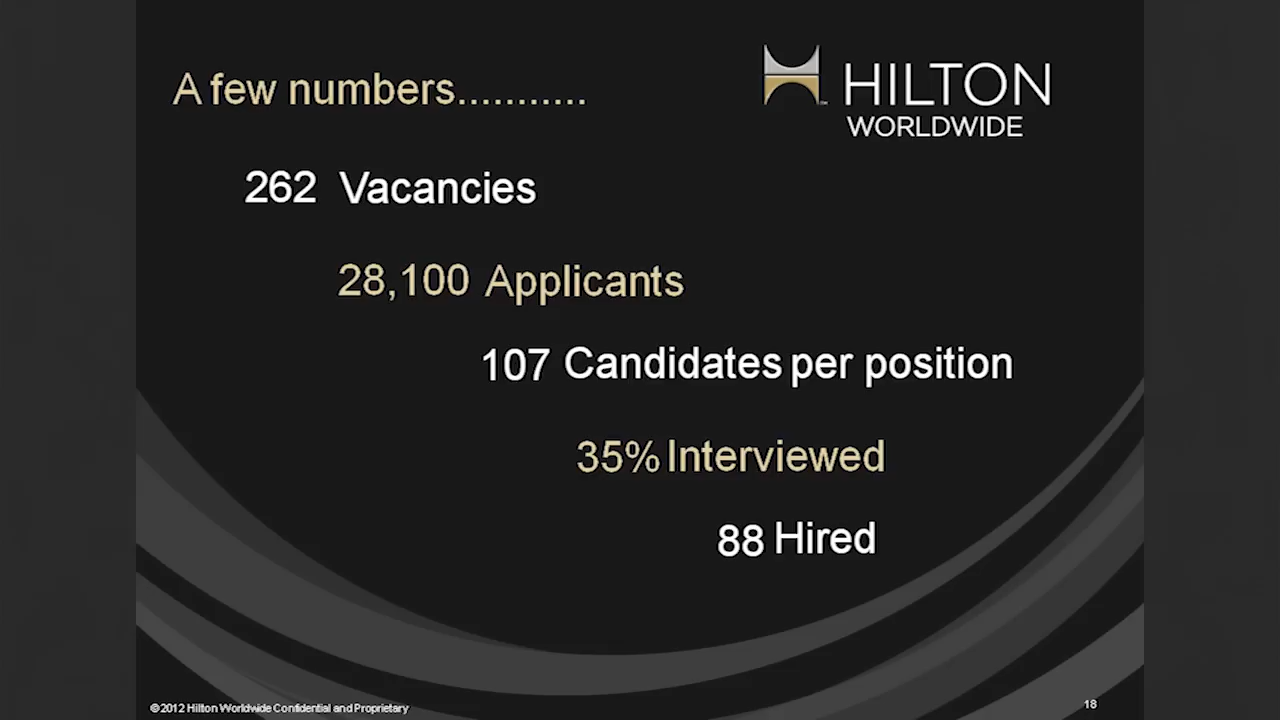 A few numbers...........
HILTON
WORLDWIDE
262 Vacancies
28,100 Applicants
107 Candidates per position
35% Interviewed
88 Hired
©2012 Hilton Worldwide Confidential and Proprietary
18